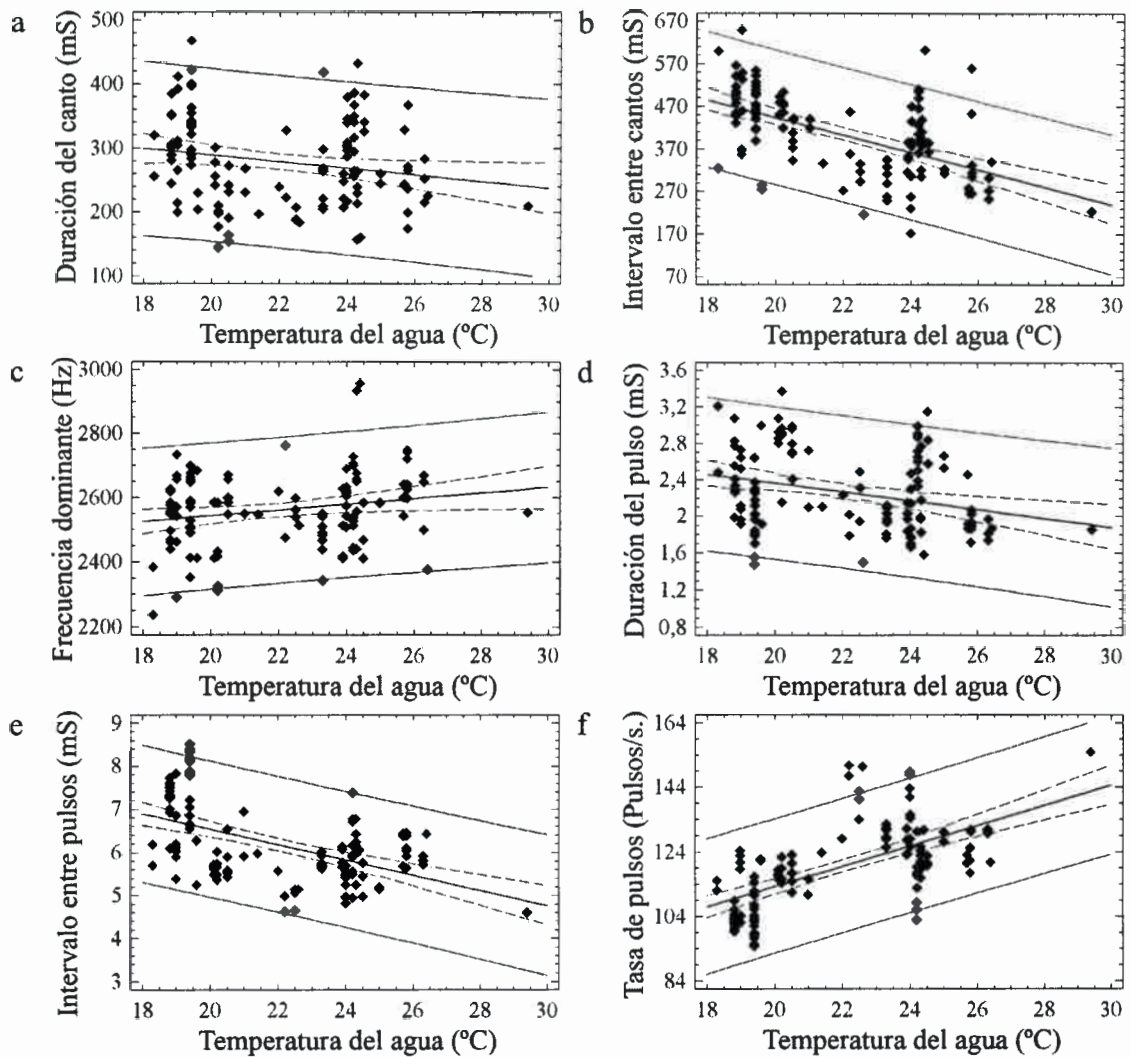 a
Duración del canto (mS)
500
400
300
200
100
18 20 22 24 26 28 30
Temperatura del agua (ºC)
b
Intervalo entre cantos (mS)
670
570
470
370
270
170
70
18 20 22 24 26 28 30
Temperatura del agua (ºC)
c
Frecuencia dominante (Hz)
3000
2800
2600
2400
2200
18 20 22 24 26 28 30
Temperatura del agua (ºC)
d
Duración del pulso (mS)
3,6
3,2
2,8
2,4
2
1,6
1,2
0,8
18 20 22 24 26 28 30
Temperatura del agua (ºC)
e
Intervalo entre pulsos (mS)
9
8
7
6
5
4
3
18 20 22 24 26 28 30
Temperatura del agua (ºC)
f
Tasa de pulsos (Pulsos/s.)
164
144
124
104
84
18 20 22 24 26 28 30
Temperatura del agua (ºC)